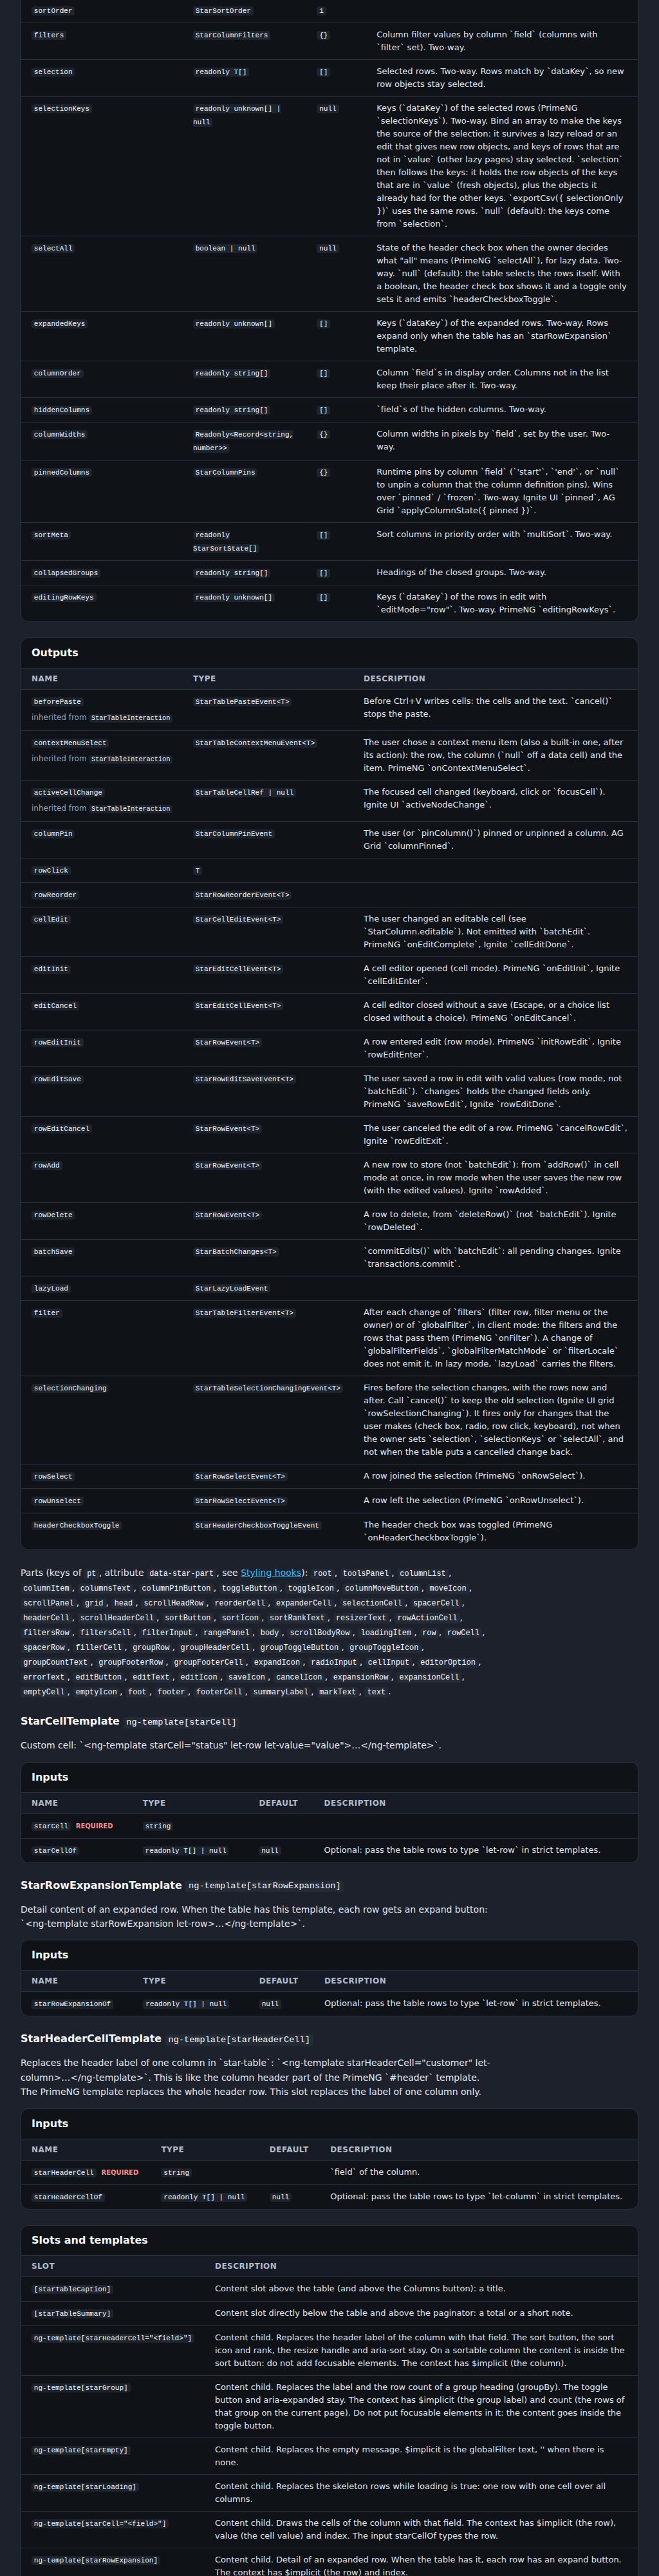 sortOrder StarSortOrder 1
filters StarColumnFilters {} Column filter values by column `field` (columns with
`filter` set). Two-way.
selection readonly T[] [] Selected rows. Two-way. Rows match by `dataKey`, so new
row objects stay selected.
selectionKeys readonly unknown[] | null Keys (`dataKey`) of the selected rows (PrimeNG
null `selectionKeys`). Two-way. Bind an array to make the keys
the source of the selection: it survives a lazy reload or an
edit that gives new row objects, and keys of rows that are
not in `value` (other lazy pages) stay selected. `selection`
then follows the keys: it holds the row objects of the keys
that are in `value` (fresh objects), plus the objects it
already had for the other keys. `exportCsv({ selectionOnly
})` uses the same rows. `null` (default): the keys come
from `selection`.
selectAll boolean | null null State of the header check box when the owner decides
what "all" means (PrimeNG `selectAll`), for lazy data. Two-
way. `null` (default): the table selects the rows itself. With
a boolean, the header check box shows it and a toggle only
sets it and emits `headerCheckboxToggle`.
expandedKeys readonly unknown[] [] Keys (`dataKey`) of the expanded rows. Two-way. Rows
expand only when the table has an `starRowExpansion`
template.
columnOrder readonly string[] [] Column `field`s in display order. Columns not in the list
keep their place after it. Two-way.
hiddenColumns readonly string[] [] `field`s of the hidden columns. Two-way.
columnWidths Readonly<Record<string, {} Column widths in pixels by `field`, set by the user. Two-
number>> way.
pinnedColumns StarColumnPins {} Runtime pins by column `field` (`'start'`, `'end'`, or `null`
to unpin a column that the column definition pins). Wins
over `pinned` / `frozen`. Two-way. Ignite UI `pinned`, AG
Grid `applyColumnState({ pinned })`.
sortMeta readonly [] Sort columns in priority order with `multiSort`. Two-way.
StarSortState[]
collapsedGroups readonly string[] [] Headings of the closed groups. Two-way.
editingRowKeys readonly unknown[] [] Keys (`dataKey`) of the rows in edit with
`editMode="row"`. Two-way. PrimeNG `editingRowKeys`.
Outputs
NAME TYPE DESCRIPTION
beforePaste StarTablePasteEvent<T> Before Ctrl+V writes cells: the cells and the text. `cancel()`
inherited from StarTableInteraction stops the paste.
contextMenuSelect StarTableContextMenuEvent<T> The user chose a context menu item (also a built-in one, after
inherited from StarTableInteraction its action): the row, the column (`null` off a data cell) and the
item. PrimeNG `onContextMenuSelect`.
activeCellChange StarTableCellRef | null The focused cell changed (keyboard, click or `focusCell`).
inherited from StarTableInteraction Ignite UI `activeNodeChange`.
columnPin StarColumnPinEvent The user (or `pinColumn()`) pinned or unpinned a column. AG
Grid `columnPinned`.
rowClick T
rowReorder StarRowReorderEvent<T>
cellEdit StarCellEditEvent<T> The user changed an editable cell (see
`StarColumn.editable`). Not emitted with `batchEdit`.
PrimeNG `onEditComplete`, Ignite `cellEditDone`.
editInit StarEditCellEvent<T> A cell editor opened (cell mode). PrimeNG `onEditInit`, Ignite
`cellEditEnter`.
editCancel StarEditCellEvent<T> A cell editor closed without a save (Escape, or a choice list
closed without a choice). PrimeNG `onEditCancel`.
rowEditInit StarRowEvent<T> A row entered edit (row mode). PrimeNG `initRowEdit`, Ignite
`rowEditEnter`.
rowEditSave StarRowEditSaveEvent<T> The user saved a row in edit with valid values (row mode, not
`batchEdit`). `changes` holds the changed fields only.
PrimeNG `saveRowEdit`, Ignite `rowEditDone`.
rowEditCancel StarRowEvent<T> The user canceled the edit of a row. PrimeNG `cancelRowEdit`,
Ignite `rowEditExit`.
rowAdd StarRowEvent<T> A new row to store (not `batchEdit`): from `addRow()` in cell
mode at once, in row mode when the user saves the new row
(with the edited values). Ignite `rowAdded`.
rowDelete StarRowEvent<T> A row to delete, from `deleteRow()` (not `batchEdit`). Ignite
`rowDeleted`.
batchSave StarBatchChanges<T> `commitEdits()` with `batchEdit`: all pending changes. Ignite
`transactions.commit`.
lazyLoad StarLazyLoadEvent
filter StarTableFilterEvent<T> After each change of `filters` (filter row, filter menu or the
owner) or of `globalFilter`, in client mode: the filters and the
rows that pass them (PrimeNG `onFilter`). A change of
`globalFilterFields`, `globalFilterMatchMode` or `filterLocale`
does not emit it. In lazy mode, `lazyLoad` carries the filters.
selectionChanging StarTableSelectionChangingEvent<T> Fires before the selection changes, with the rows now and
after. Call `cancel()` to keep the old selection (Ignite UI grid
`rowSelectionChanging`). It fires only for changes that the
user makes (check box, radio, row click, keyboard), not when
the owner sets `selection`, `selectionKeys` or `selectAll`, and
not when the table puts a cancelled change back.
rowSelect StarRowSelectEvent<T> A row joined the selection (PrimeNG `onRowSelect`).
rowUnselect StarRowSelectEvent<T> A row left the selection (PrimeNG `onRowUnselect`).
headerCheckboxToggle StarHeaderCheckboxToggleEvent The header check box was toggled (PrimeNG
`onHeaderCheckboxToggle`).
Parts (keys of pt, attribute data-star-part, see Styling hooks): root, toolsPanel, columnList,
columnItem, columnsText, columnPinButton, toggleButton, toggleIcon, columnMoveButton, moveIcon,
scrollPanel, grid, head, scrollHeadRow, reorderCell, expanderCell, selectionCell, spacerCell,
headerCell, scrollHeaderCell, sortButton, sortIcon, sortRankText, resizerText, rowActionCell,
filtersRow, filtersCell, filterInput, rangePanel, body, scrollBodyRow, loadingItem, row, rowCell,
spacerRow, fillerCell, groupRow, groupHeaderCell, groupToggleButton, groupToggleIcon,
groupCountText, groupFooterRow, groupFooterCell, expandIcon, radioInput, cellInput, editorOption,
errorText, editButton, editText, editIcon, saveIcon, cancelIcon, expansionRow, expansionCell,
emptyCell, emptyIcon, foot, footer, footerCell, summaryLabel, markText, text.
StarCellTemplate ng-template[starCell]
Custom cell: `<ng-template starCell="status" let-row let-value="value">…</ng-template>`.
Inputs
NAME TYPE DEFAULT DESCRIPTION
starCell REQUIRED string
starCellOf readonly T[] | null null Optional: pass the table rows to type `let-row` in strict templates.
StarRowExpansionTemplate ng-template[starRowExpansion]
Detail content of an expanded row. When the table has this template, each row gets an expand button:
`<ng-template starRowExpansion let-row>…</ng-template>`.
Inputs
NAME TYPE DEFAULT DESCRIPTION
starRowExpansionOf readonly T[] | null null Optional: pass the table rows to type `let-row` in strict templates.
StarHeaderCellTemplate ng-template[starHeaderCell]
Replaces the header label of one column in `star-table`: `<ng-template starHeaderCell="customer" let-
column>…</ng-template>`. This is like the column header part of the PrimeNG `#header` template.
The PrimeNG template replaces the whole header row. This slot replaces the label of one column only.
Inputs
NAME TYPE DEFAULT DESCRIPTION
starHeaderCell REQUIRED string `field` of the column.
starHeaderCellOf readonly T[] | null null Optional: pass the table rows to type `let-column` in strict templates.
Slots and templates
SLOT DESCRIPTION
[starTableCaption] Content slot above the table (and above the Columns button): a title.
[starTableSummary] Content slot directly below the table and above the paginator: a total or a short note.
ng-template[starHeaderCell="<field>"] Content child. Replaces the header label of the column with that field. The sort button, the sort
icon and rank, the resize handle and aria-sort stay. On a sortable column the content is inside the
sort button: do not add focusable elements. The context has $implicit (the column).
ng-template[starGroup] Content child. Replaces the label and the row count of a group heading (groupBy). The toggle
button and aria-expanded stay. The context has $implicit (the group label) and count (the rows of
that group on the current page). Do not put focusable elements in it: the content goes inside the
toggle button.
ng-template[starEmpty] Content child. Replaces the empty message. $implicit is the globalFilter text, '' when there is
none.
ng-template[starLoading] Content child. Replaces the skeleton rows while loading is true: one row with one cell over all
columns.
ng-template[starCell="<field>"] Content child. Draws the cells of the column with that field. The context has $implicit (the row),
value (the cell value) and index. The input starCellOf types the row.
ng-template[starRowExpansion] Content child. Detail of an expanded row. When the table has it, each row has an expand button.
The context has $implicit (the row) and index.